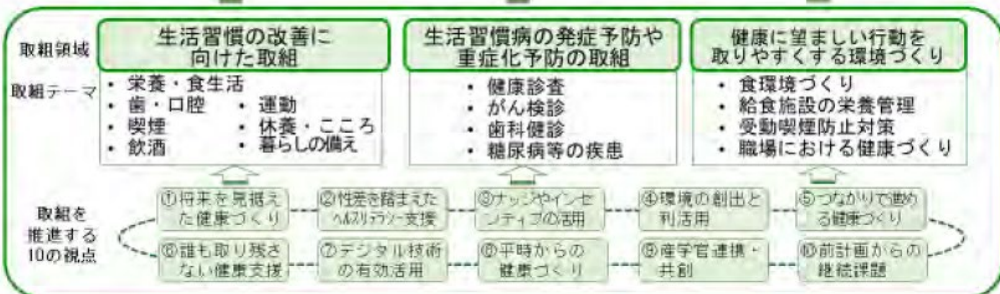 取組領域
生活習慣の改善に
向けた取組
生活習慣病の発症予防や
重症化予防の取組
健康に望ましい行動を
取りやすくする環境づくり
取組テーマ
・栄養・食生活
・歯・口腔 ・運動
・喫煙 ・休養・こころ
・飲酒 ・暮らしの備え
・健康診査
・がん検診
・歯科健診
・糖尿病等の疾患
・食環境づくり
・給食施設の栄養管理
・受動喫煙防止対策
・職場における健康づくり
取組を
推進する
10の視点
①将来を見据え
た健康づくり
②性差を踏まえた
ヘルスリテラシー支援
③ナッジやインセ
ンティブの活用
④環境の創出と
利活用
⑤つながりで進め
る健康づくり
⑥誰も取り残さ
ない健康支援
⑦デジタル技術
の有効活用
⑧平時からの
健康づくり
⑨産学官連携・
共創
⑩前計画からの
継続課題